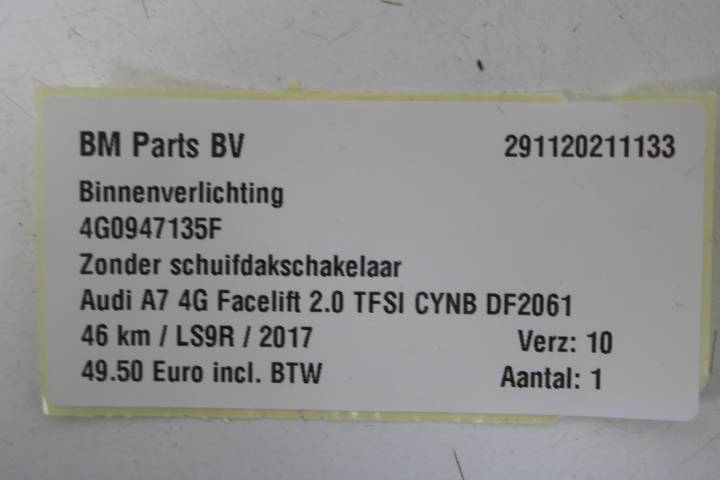 BM Parts BV 291120211133
Binnenverlichting
4G0947135F
Zonder schuifdakschakelaar
Audi A7 4G Facelift 2.0 TFSI CYNB DF2061
46 km / LS9R / 2017 Verz: 10
49.50 Euro incl. BTW Aantal: 1